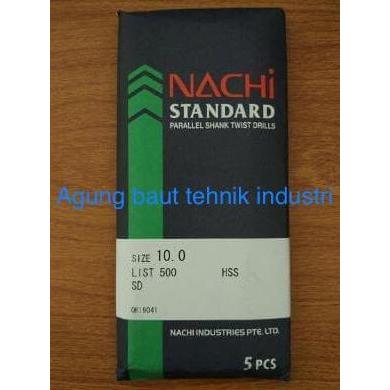 NACHi
STANDARD
PARALLEL SHANK TWIST DRILLS
Agung baut tehnik industri
SIZE 10.0
LIST 500 HSS
SD
NACHI INDUSTRIES PTE. LTD.
5 PCS